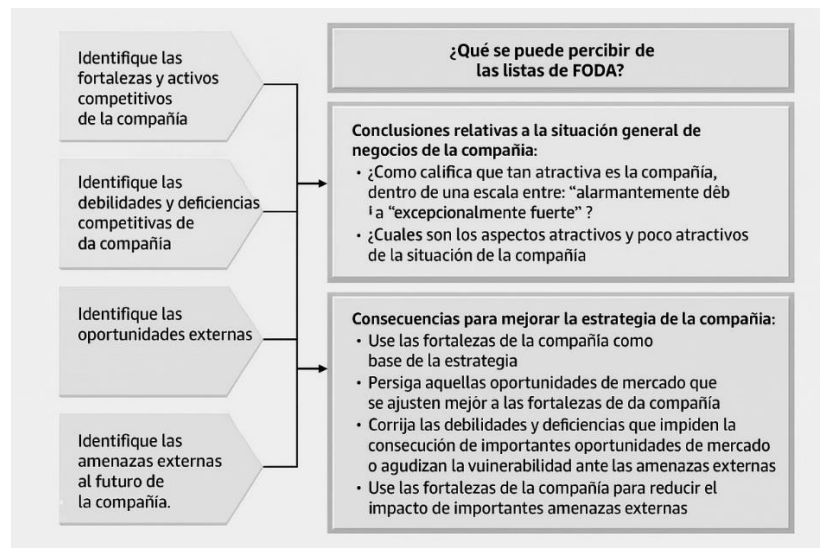 Identifique las
fortalezas y activos
competitivos
de la compañía
Identifique las
debilidades y deficiencias
competitivas de
da compañía
Identifique las
oportunidades externas
Identifique las
amenazas externas
al futuro de
la compañía.
¿Qué se puede percibir de
las listas de FODA?
Conclusiones relativas a la situación general de
negocios de la compañia:
• ¿Como califica que tan atractiva es la compañía,
dentro de una escala entre: “alarmantemente dêb
a “excepcionalmente fuerte” ?
• ¿Cuales son los aspectos atractivos y poco atractivos
de la situación de la compañía
Consecuencias para mejorar la estrategia de la compañia:
• Use las fortalezas de la compañía como
base de la estrategia
• Persiga aquellas oportunidades de mercado que
se ajusten mejòr a las fortalezas de da compañía
• Corrija las debilidades y deficiencias que impiden la
consecución de importantes oportunidades de mercado
o agudizan la vuinerabilidad ante las amenazas externas
• Use las fortalezas de la compañía para reducir el
impacto de importantes amenazas externas